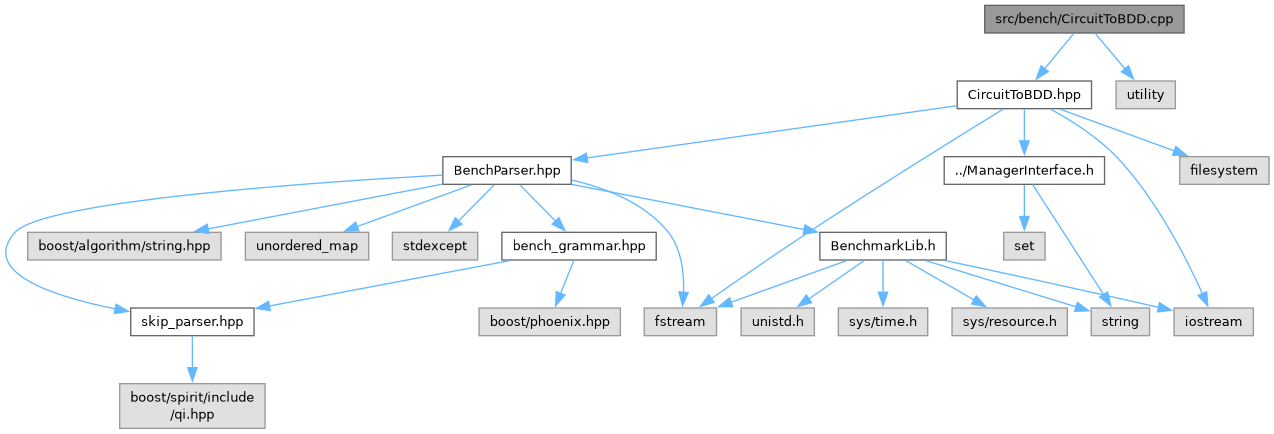 src/bench/CircuitToBDD.cpp
CircuitToBDD.hpp
utility
BenchParser.hpp
../ManagerInterface.h
filesystem
boost/algorithm/string.hpp
unordered_map
stdexcept
bench_grammar.hpp
BenchmarkLib.h
set
skip_parser.hpp
boost/phoenix.hpp
fstream
unistd.h
sys/time.h
sys/resource.h
string
iostream
boost/spirit/include
/qi.hpp